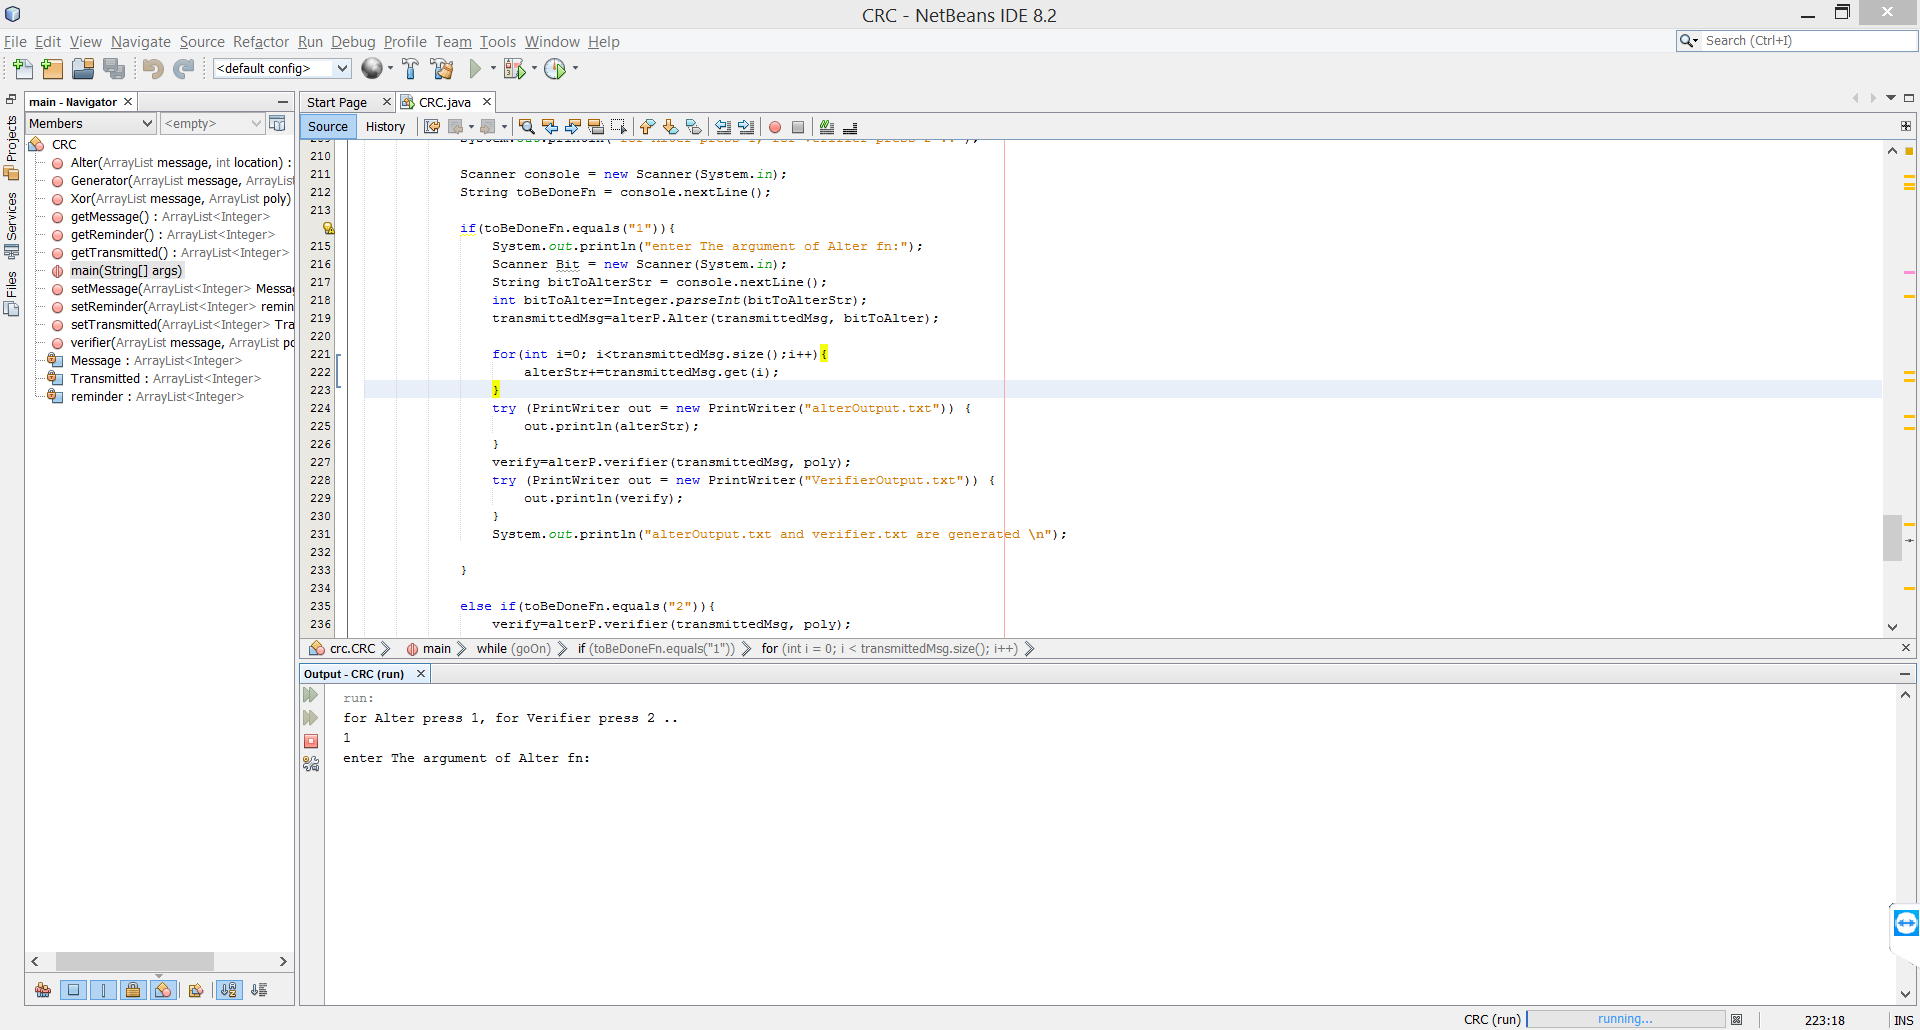 CRC - NetBeans IDE 8.2
File Edit View Navigate Source Refactor Run Debug Profile Team Tools Window Help
Search (Ctrl+I)
<default config>
Projects
Services
Files
main - Navigator
Members
<empty>
CRC
Alter(ArrayList message, int location) :
Generator(ArrayList message, ArrayList
Xor(ArrayList message, ArrayList poly)
getMessage() : ArrayList<Integer>
getReminder() : ArrayList<Integer>
getTransmitted() : ArrayList<Integer>
main(String[] args)
setMessage(ArrayList<Integer> Messa
setReminder(ArrayList<Integer> remin
setTransmitted(ArrayList<Integer> Tra
verifier(ArrayList message, ArrayList po
Message : ArrayList<Integer>
Transmitted : ArrayList<Integer>
reminder : ArrayList<Integer>
Start Page CRC.java
Source History
210
211 Scanner console = new Scanner(System.in);
212 String toBeDoneFn = console.nextLine();
213
if(toBeDoneFn.equals("1")){
215 System.out.println("enter The argument of Alter fn:");
216 Scanner Bit = new Scanner(System.in);
217 String bitToAlterStr = console.nextLine();
218 int bitToAlter=Integer.parseInt(bitToAlterStr);
219 transmittedMsg=alterP.Alter(transmittedMsg, bitToAlter);
220
221 for(int i=0; i<transmittedMsg.size();i++){
222 alterStr+=transmittedMsg.get(i);
223 }
224 try (PrintWriter out = new PrintWriter("alterOutput.txt")) {
225 out.println(alterStr);
226 }
227 verify=alterP.verifier(transmittedMsg, poly);
228 try (PrintWriter out = new PrintWriter("VerifierOutput.txt")) {
229 out.println(verify);
230 }
231 System.out.println("alterOutput.txt and verifier.txt are generated \n");
232
233 }
234
235 else if(toBeDoneFn.equals("2")){
236 verify=alterP.verifier(transmittedMsg, poly);
crc.CRC main while (goOn) if (toBeDoneFn.equals("1")) for (int i = 0; i < transmittedMsg.size(); i++)
Output - CRC (run)
run:
for Alter press 1, for Verifier press 2 ..
1
enter The argument of Alter fn:
CRC (run) running... 223:18 INS